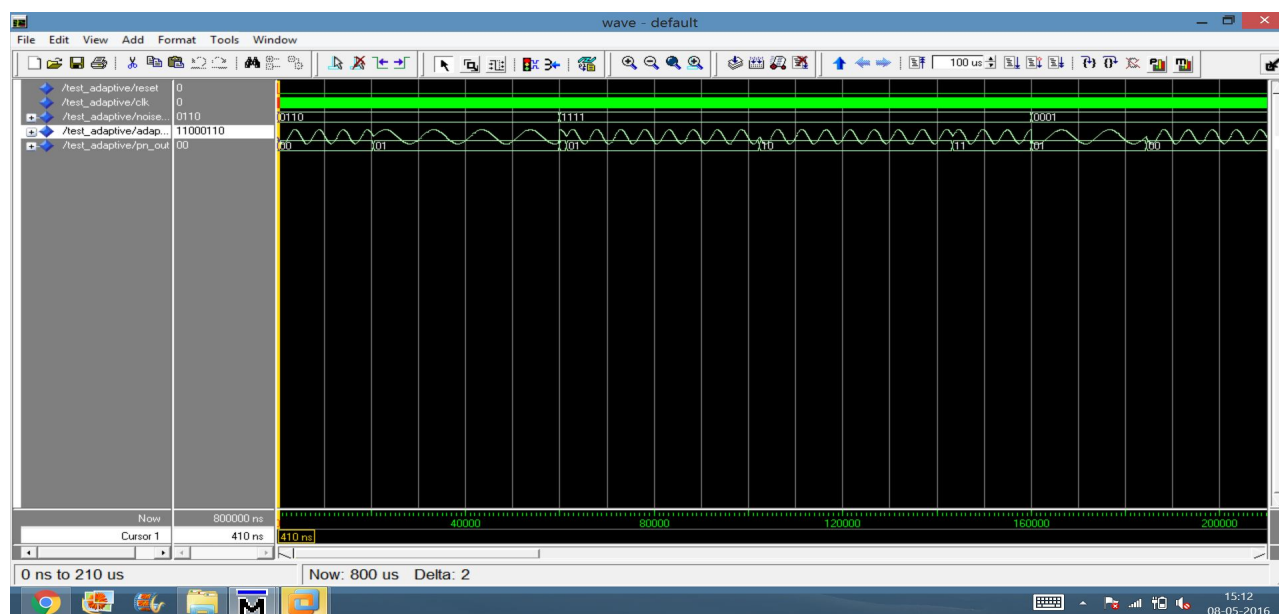 wave - default
File Edit View Add Format Tools Window
100 us
/test_adaptive/reset 0
/test_adaptive/clk 0
/test_adaptive/noise... 0110 0110 1111 0001
/test_adaptive/adap... 11000110
/test_adaptive/pn_out 00 00 01 01 10 11 01 00
Now 800000 ns 40000 80000 120000 160000 200000
Cursor 1 410 ns 410 ns
0 ns to 210 us Now: 800 us Delta: 2
15:12
08-05-2016